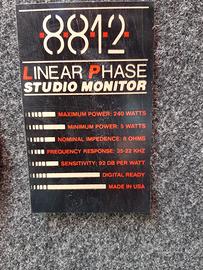 8812
LINEAR PHASE
STUDIO MONITOR
MAXIMUM POWER: 240 WATTS
MINIMUM POWER: 5 WATTS
NOMINAL IMPEDENCE: 8 OHMS
FREQUENCY RESPONSE: 35-22 KHZ
SENSITIVITY: 92 DB PER WATT
DIGITAL READY
MADE IN USA